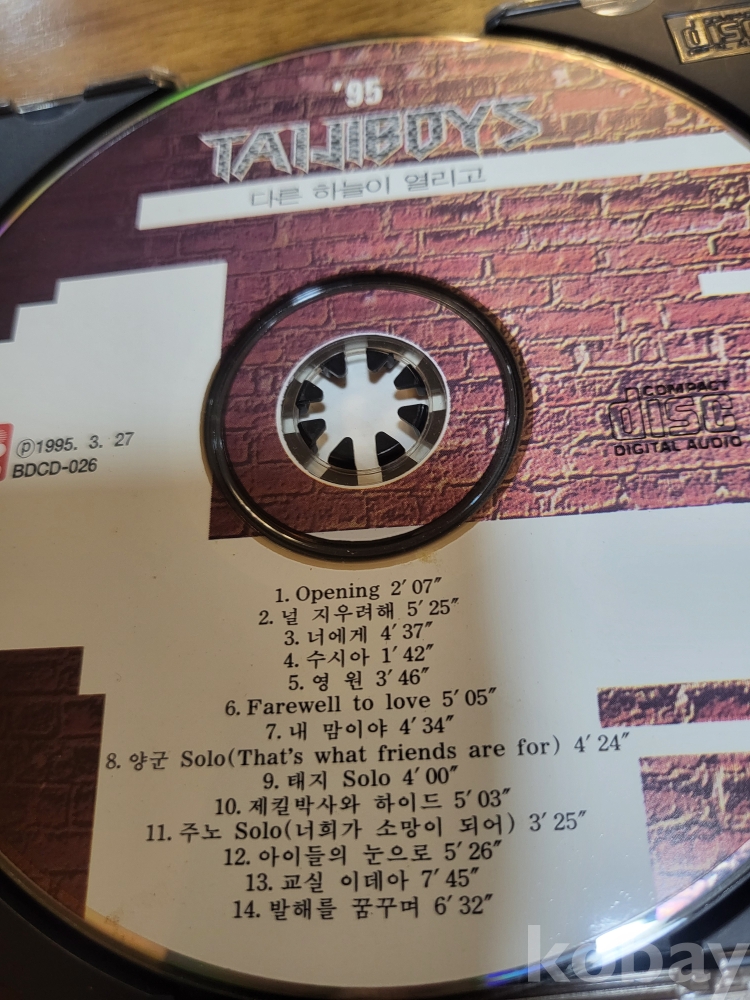 '95
TAIJIBOYS
다른 하늘이 열리고
COMPACT
disc
DIGITAL AUDIO
℗1995. 3. 27
BDCD-026
1. Opening 2′07″
2. 널 지우려해 5′25″
3. 너에게 4′37″
4. 수시아 1′42″
5. 영 원 3′46″
6. Farewell to love 5′05″
7. 내 맘이야 4′34″
8. 양군 Solo(That's what friends are for) 4′24″
9. 태지 Solo 4′00″
10. 제킬박사와 하이드 5′03″
11. 주노 Solo(너희가 소망이 되어) 3′25″
12. 아이들의 눈으로 5′26″
13. 교실 이데아 7′45″
14. 발해를 꿈꾸며 6′32″
kobay